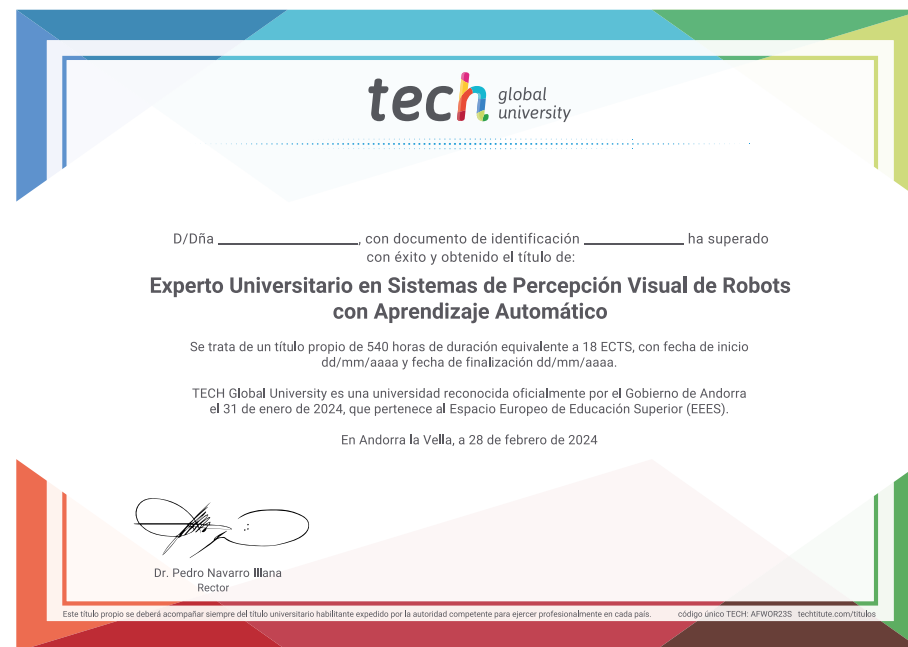 tech global
university
D/Dña ____________________, con documento de identificación ______________ ha superado
con éxito y obtenido el título de:
Experto Universitario en Sistemas de Percepción Visual de Robots
con Aprendizaje Automático
Se trata de un título propio de 540 horas de duración equivalente a 18 ECTS, con fecha de inicio
dd/mm/aaaa y fecha de finalización dd/mm/aaaa.
TECH Global University es una universidad reconocida oficialmente por el Gobierno de Andorra
el 31 de enero de 2024, que pertenece al Espacio Europeo de Educación Superior (EEES).
En Andorra la Vella, a 28 de febrero de 2024
Dr. Pedro Navarro Illana
Rector
Este título propio se deberá acompañar siempre del título universitario habilitante expedido por la autoridad competente para ejercer profesionalmente en cada país. código único TECH: AFWOR23S techtitute.com/titulos